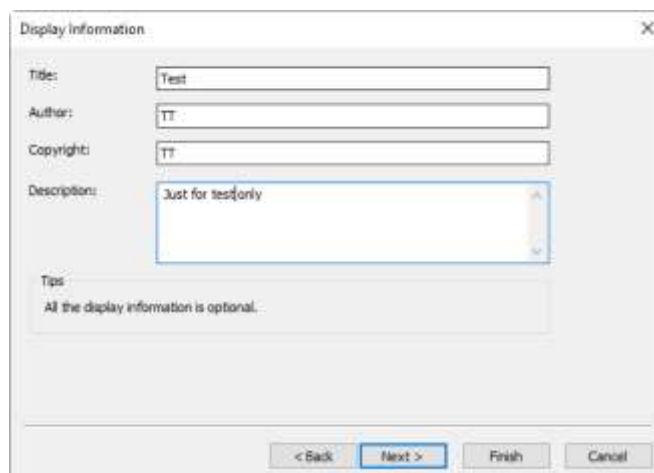 Display Information
Title: Test
Author: TT
Copyright: TT
Description: Just for test only
Tips
All the display information is optional.
< Back Next > Finish Cancel